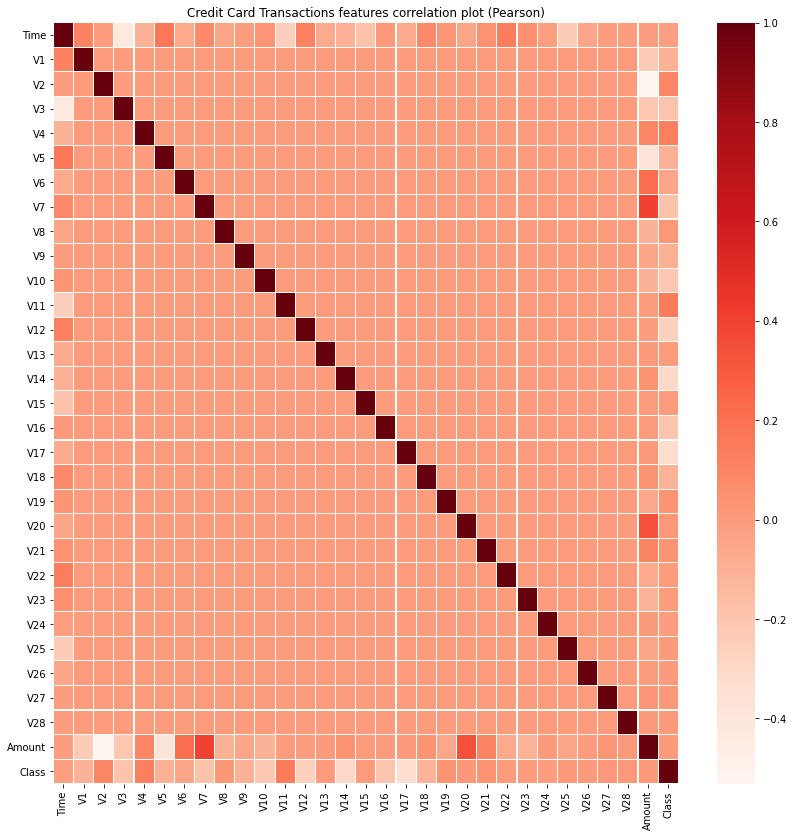 Credit Card Transactions features correlation plot (Pearson)
Time
V1
V2
V3
V4
V5
V6
V7
V8
V9
V10
V11
V12
V13
V14
V15
V16
V17
V18
V19
V20
V21
V22
V23
V24
V25
V26
V27
V28
Amount
Class
Time V1 V2 V3 V4 V5 V6 V7 V8 V9 V10 V11 V12 V13 V14 V15 V16 V17 V18 V19 V20 V21 V22 V23 V24 V25 V26 V27 V28 Amount Class
1.0
0.8
0.6
0.4
0.2
0.0
−0.2
−0.4